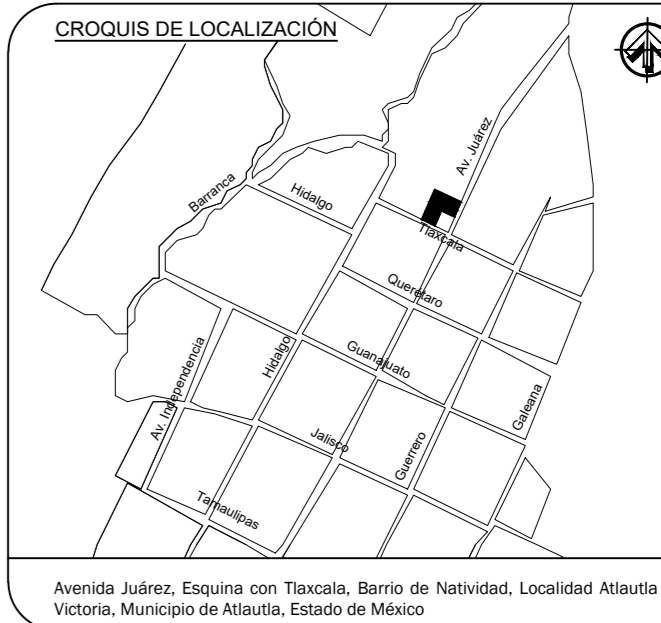 CROQUIS DE LOCALIZACIÓN
Av. Juárez
Barranca
Hidalgo
Tlaxcala
Querétaro
Av. Independencia
Hidalgo
Guanajuato
Galeana
Jalisco
Guerrero
Tamaulipas
Avenida Juárez, Esquina con Tlaxcala, Barrio de Natividad, Localidad Atlautla
Victoria, Municipio de Atlautla, Estado de México